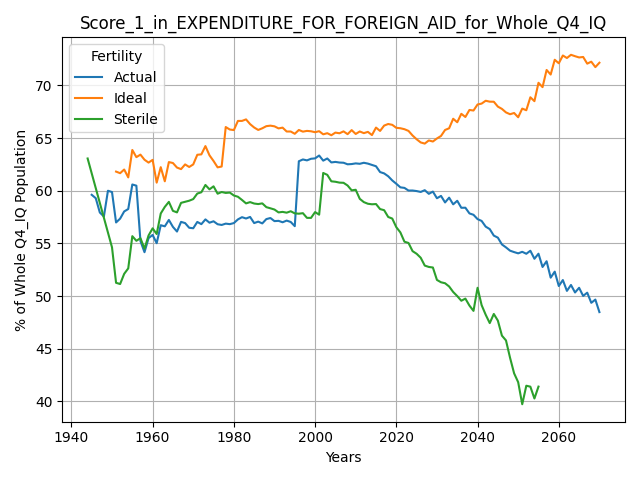 Score_1_in_EXPENDITURE_FOR_FOREIGN_AID_for_Whole_Q4_IQ
Fertility
Actual
Ideal
Sterile
% of Whole Q4_IQ Population
70
65
60
55
50
45
40
1940 1960 1980 2000 2020 2040 2060
Years